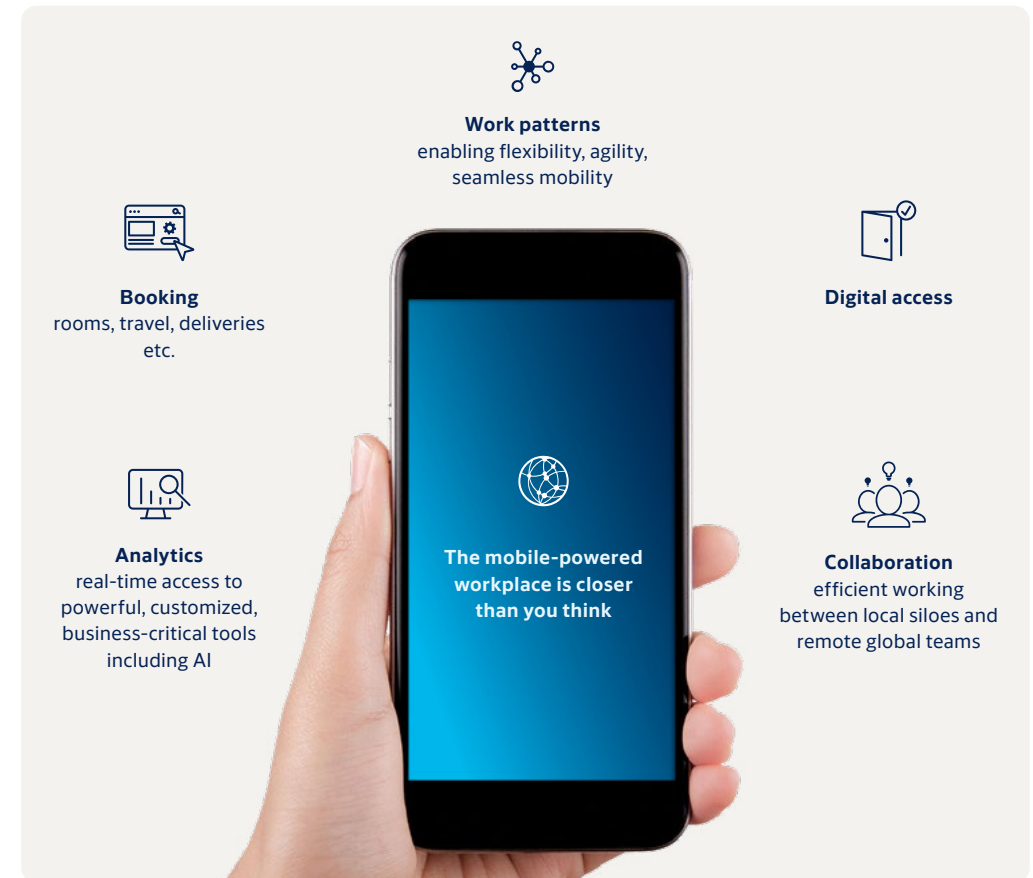 Work patterns
enabling flexibility, agility,
seamless mobility
Booking
rooms, travel, deliveries
etc.
Digital access
Analytics
real-time access to
powerful, customized,
business-critical tools
including AI
The mobile-powered
workplace is closer
than you think
Collaboration
efficient working
between local siloes and
remote global teams